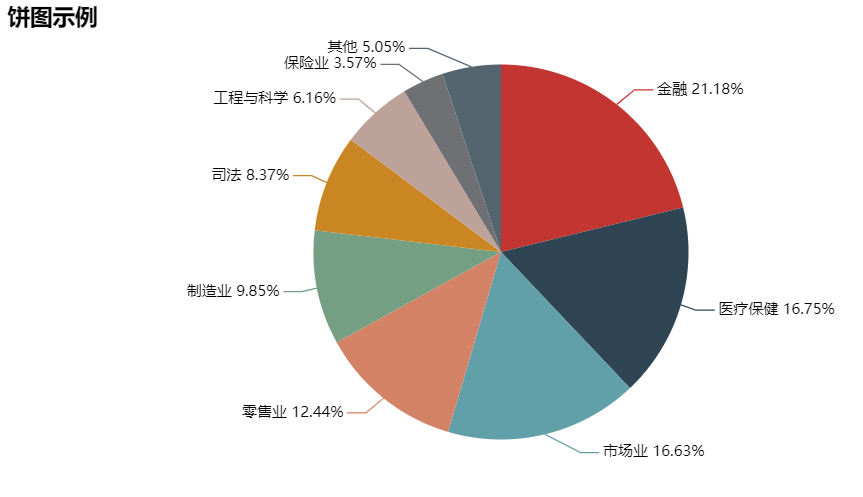 饼图示例
其他 5.05%
保险业 3.57%
金融 21.18%
工程与科学 6.16%
司法 8.37%
制造业 9.85%
医疗保健 16.75%
零售业 12.44%
市场业 16.63%